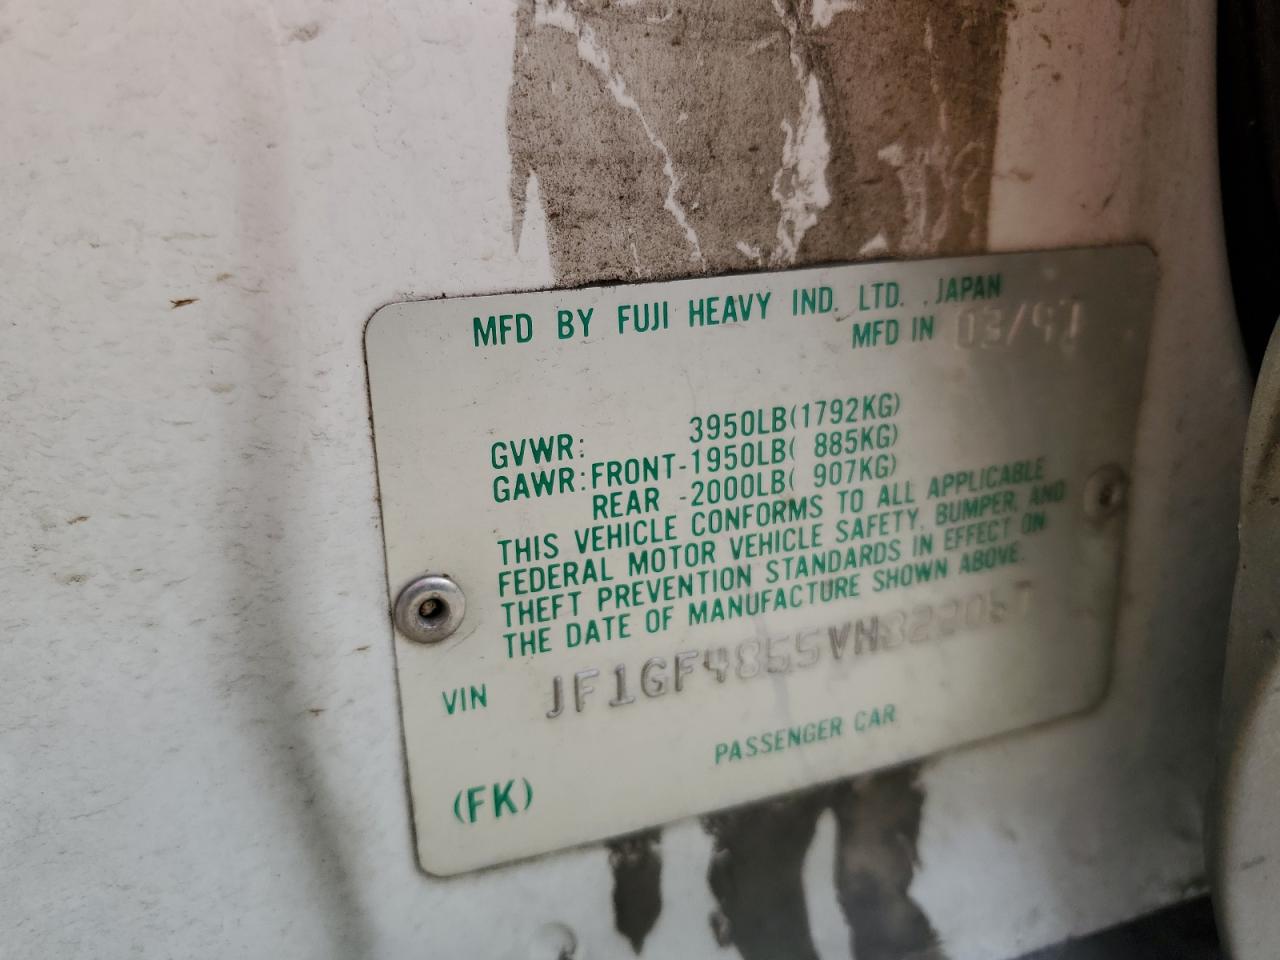 MFD BY FUJI HEAVY IND. LTD. , JAPAN
MFD IN 03/97
GVWR: 3950LB(1792KG)
GAWR:FRONT-1950LB( 885KG)
REAR -2000LB( 907KG)
THIS VEHICLE CONFORMS TO ALL APPLICABLE
FEDERAL MOTOR VEHICLE SAFETY, BUMPER, AND
THEFT PREVENTION STANDARDS IN EFFECT ON
THE DATE OF MANUFACTURE SHOWN ABOVE.
VIN
PASSENGER CAR
(FK)